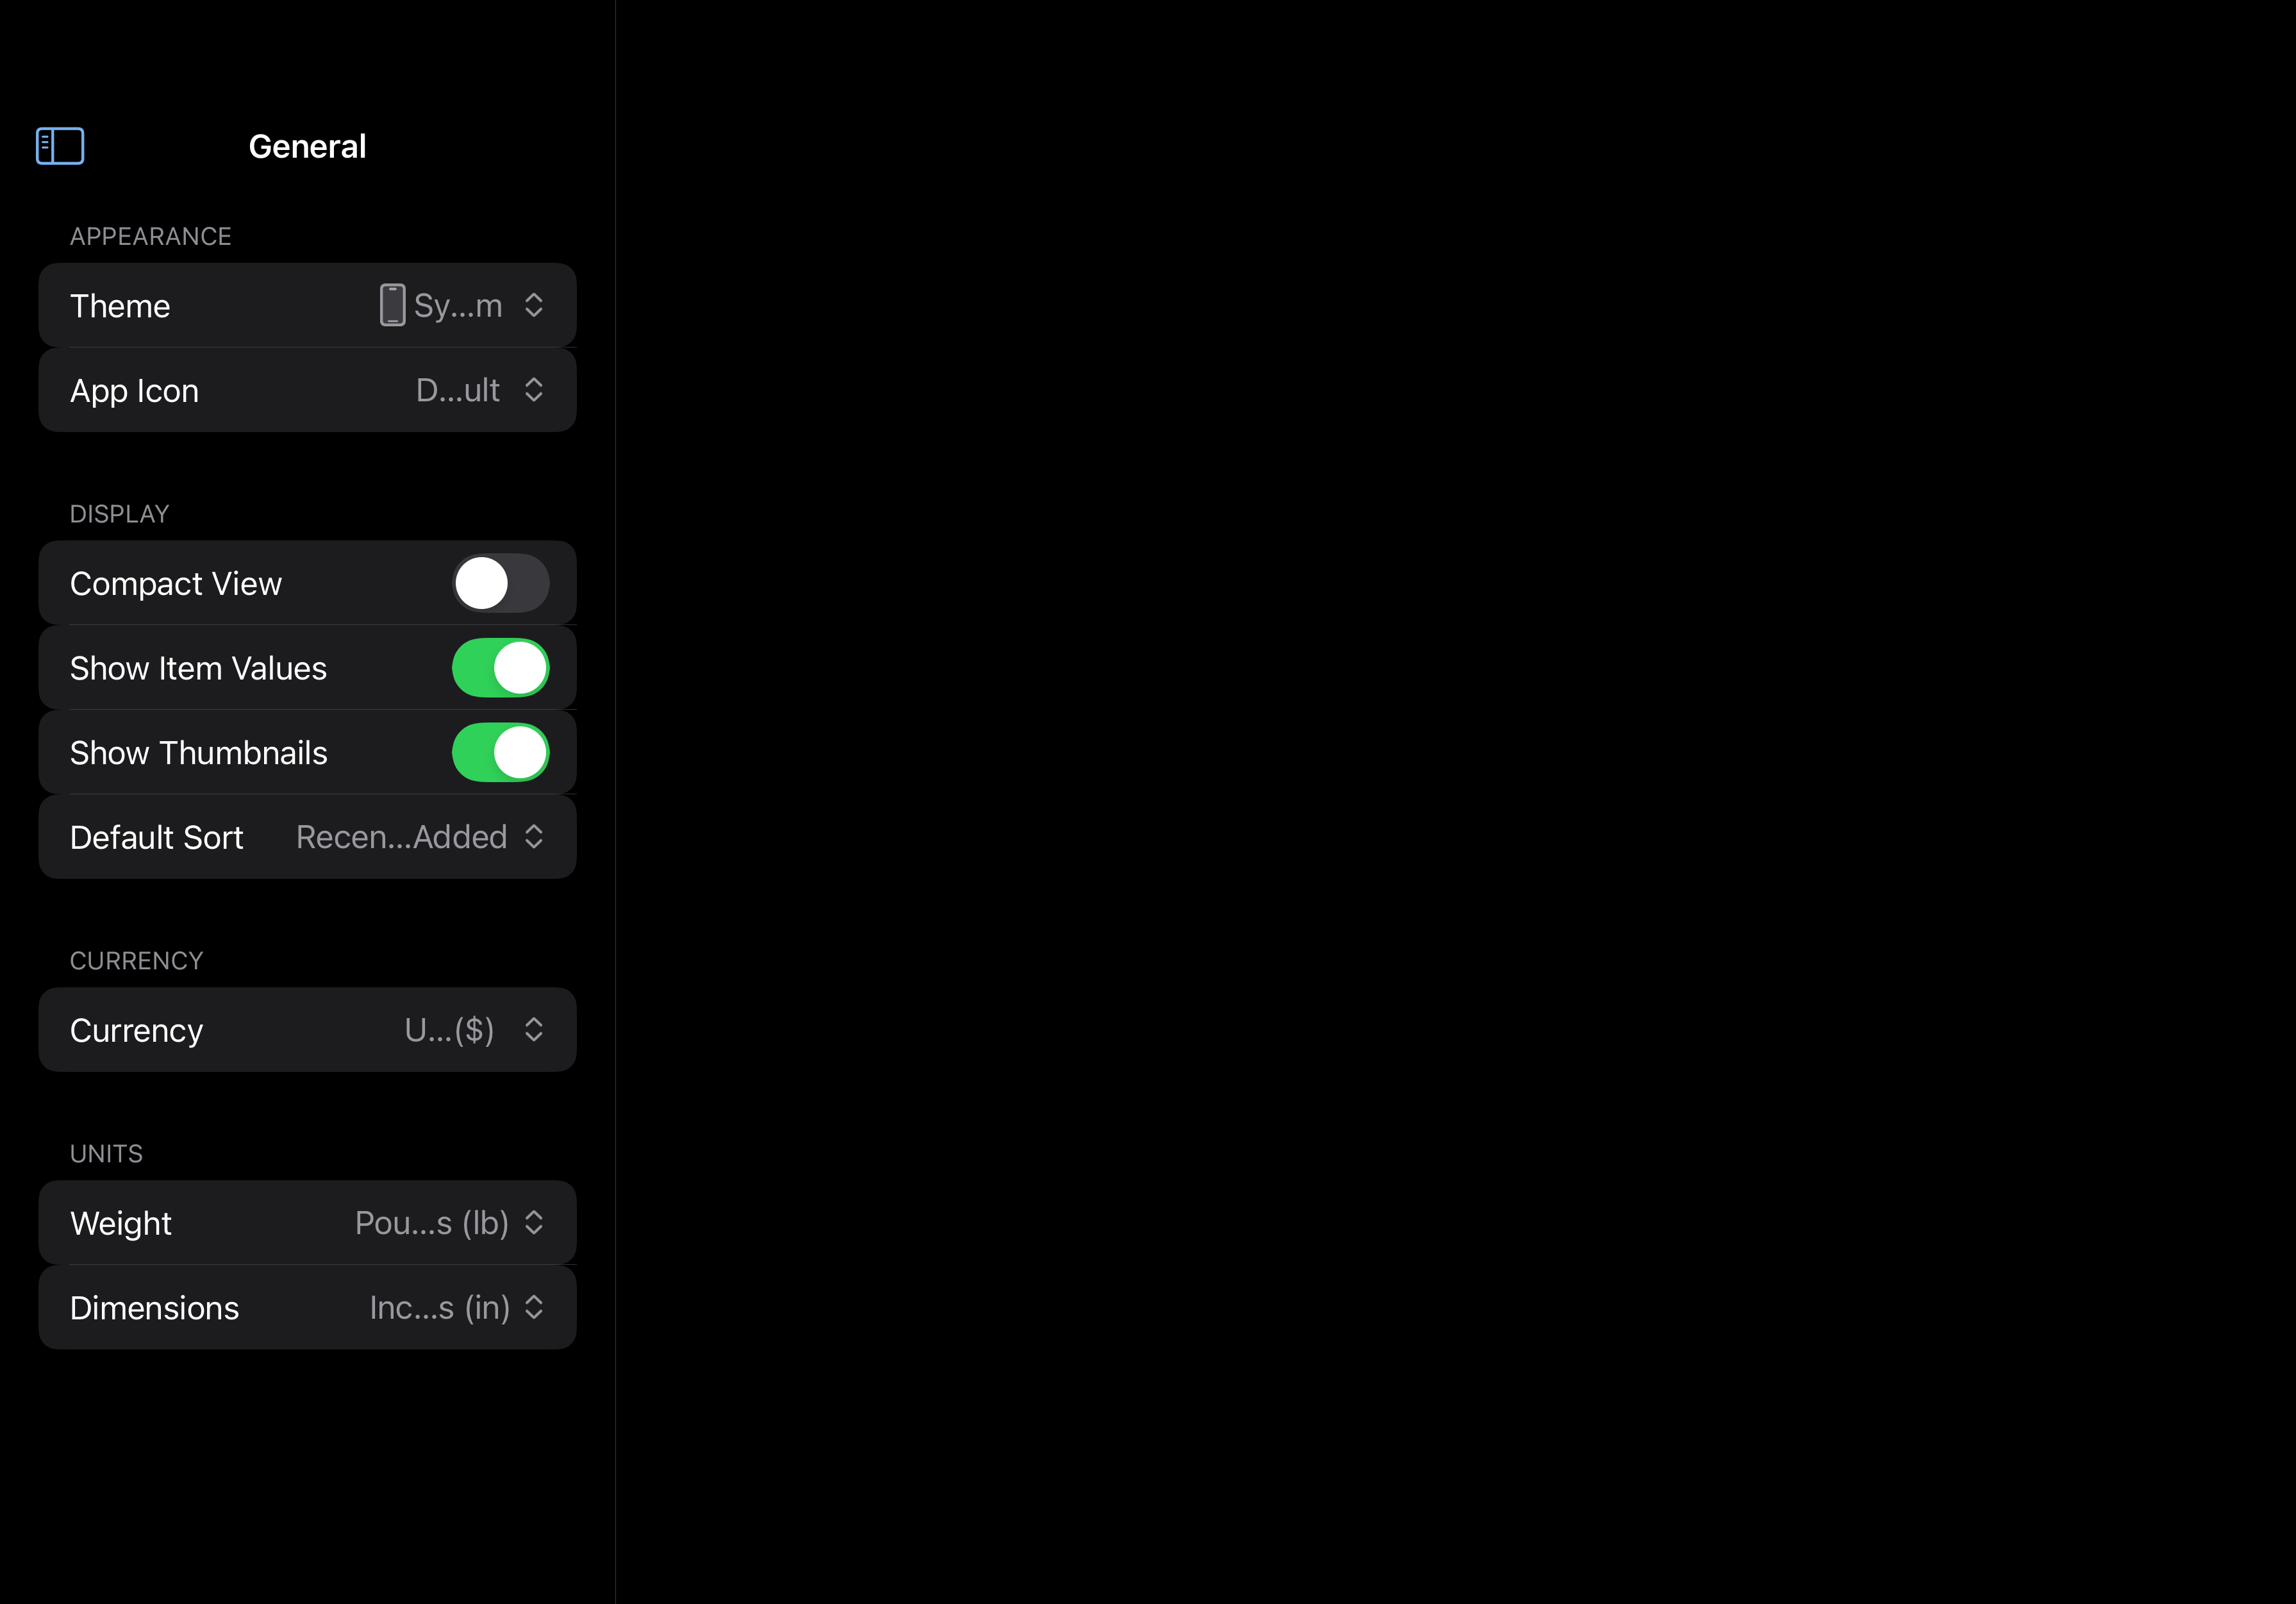 General
APPEARANCE
Theme Sy...m
App Icon D...ult
DISPLAY
Compact View
Show Item Values
Show Thumbnails
Default Sort Recen...Added
CURRENCY
Currency U...($)
UNITS
Weight Pou...s (lb)
Dimensions Inc...s (in)